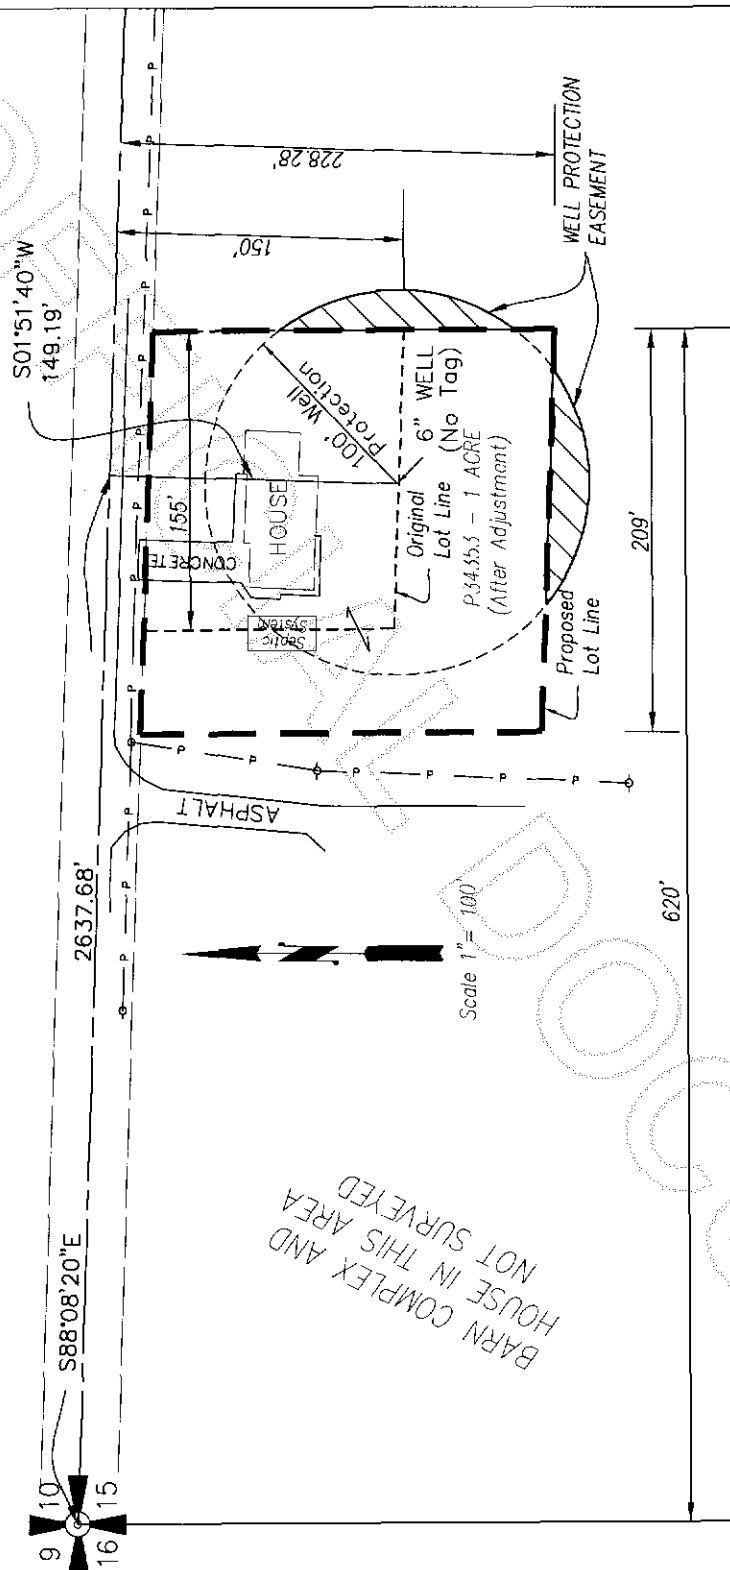 9
10
16
15
S88°08'20"E
2637.68'
S01°51'40"W
149.19'
228.28'
150'
WELL PROTECTION
EASEMENT
100' Well
Protection
6" WELL
(No Tag)
155'
HOUSE
CONCRETE
Septic
System
Original
Lot Line
P34353 - 1 ACRE
(After Adjustment)
Proposed
Lot Line
209'
620'
ASPHALT
P
P
P
P
P
P
P
P
P
P
P
P
P
P
Scale 1" = 100'
BARN COMPLEX AND
HOUSE IN THIS AREA
NOT SURVEYED